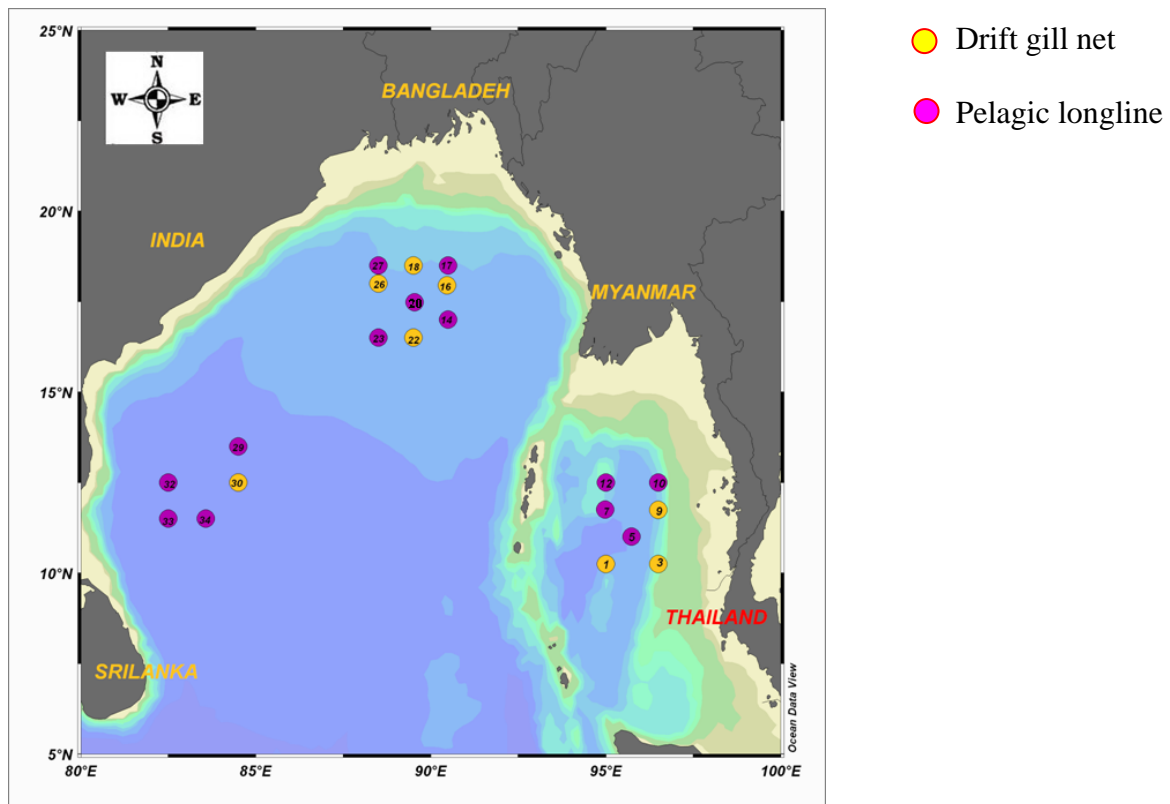 Drift gill net
Pelagic longline
25°N
N
W E
S
BANGLADESH
20°N
INDIA
27 18 17
26 16
MYANMAR
20
14
23 22
15°N
29
32 30
12 10
33 34
7 9
5
10°N
1 3
THAILAND
SRILANKA
Ocean Data View
5°N
80°E 85°E 90°E 95°E 100°E